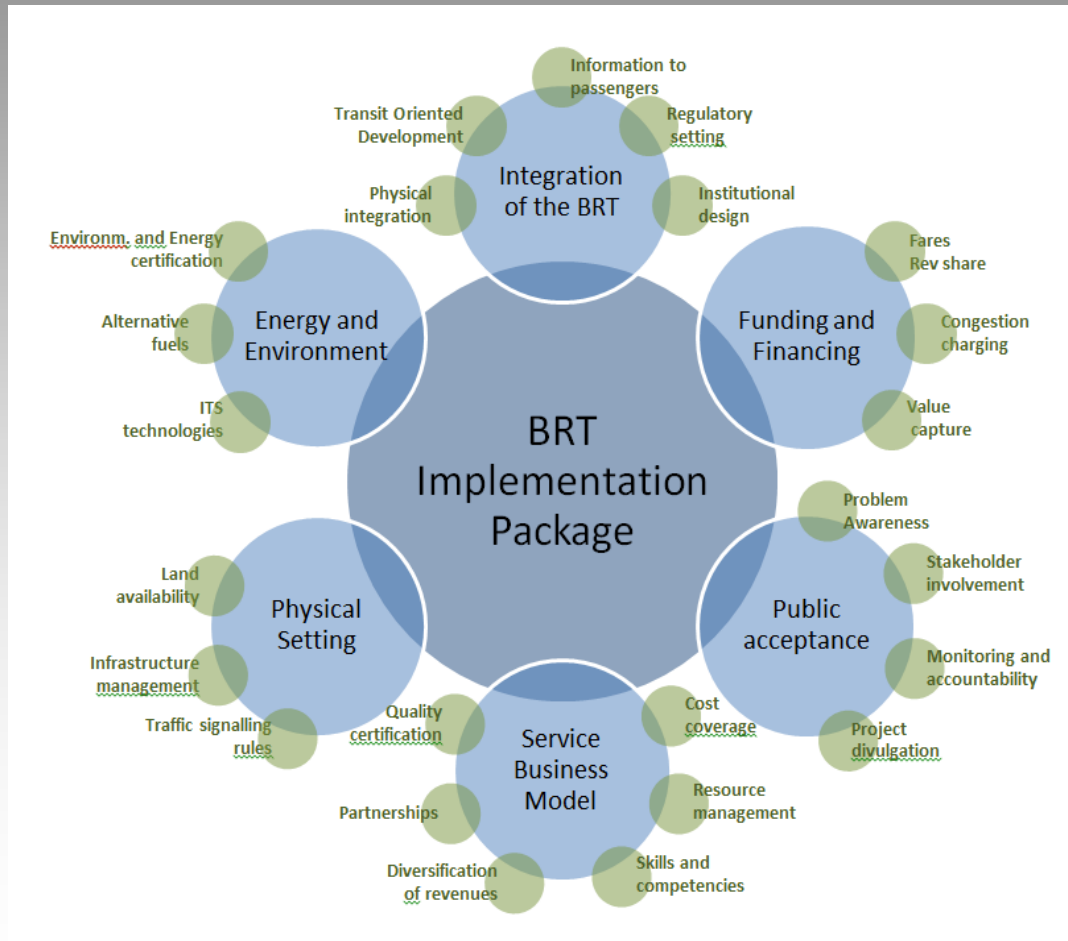 Information to
passengers
Transit Oriented
Development
Regulatory
setting
Physical
integration
Integration
of the BRT
Institutional
design
Environm. and Energy
certification
Alternative
fuels
ITS
technologies
Energy and
Environment
Funding and
Financing
Fares
Rev share
Congestion
charging
Value
capture
BRT
Implementation
Package
Problem
Awareness
Stakeholder
involvement
Monitoring and
accountability
Project
divulgation
Public
acceptance
Land
availability
Infrastructure
management
Traffic signalling
rules
Physical
Setting
Quality
certification
Partnerships
Diversification
of revenues
Service
Business
Model
Cost
coverage
Resource
management
Skills and
competencies